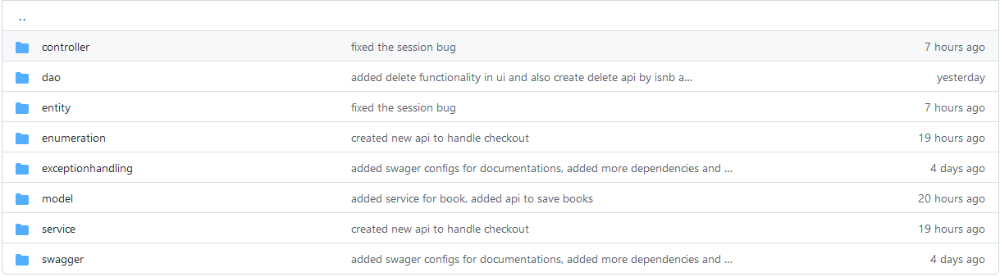 ..
controller fixed the session bug 7 hours ago
dao added delete functionality in ui and also create delete api by isnb a... yesterday
entity fixed the session bug 7 hours ago
enumeration created new api to handle checkout 19 hours ago
exceptionhandling added swager configs for documentations, added more dependencies and ... 4 days ago
model added service for book, added api to save books 20 hours ago
service created new api to handle checkout 19 hours ago
swagger added swager configs for documentations, added more dependencies and ... 4 days ago